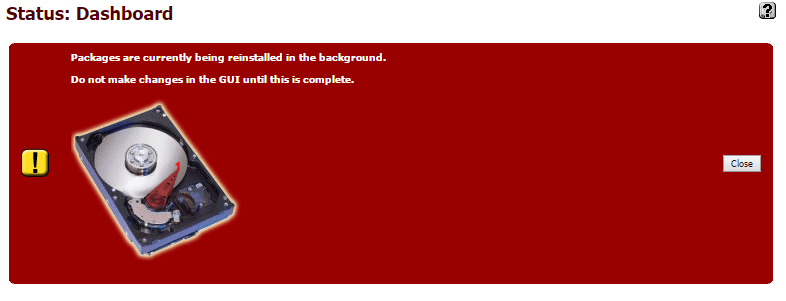 Status: Dashboard
?
Packages are currently being reinstalled in the background.
Do not make changes in the GUI until this is complete.
!
Close